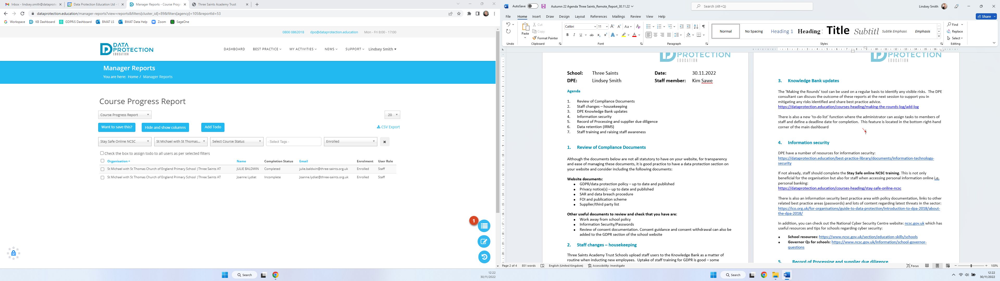 Inbox - lindsey.smith@dataprote
Data Protection Education Ltd -
Manager Reports - Course Progr
Three Saints Academy Trust
dataprotection.education/manager-reports?view=reports&filters[cluster_id]=89&filters[agency]=105&reportId=53
Workspace
KB Dashboard
GDPRiS Dashboard
BMAT LS
BMAT Data Help
Zoom
SageOne
0800 0862018
dpo@dataprotection.education
Mon - Fri 8:00 - 17:00
DATA
PROTECTION
EDUCATION
DASHBOARD
BEST PRACTICE
MY ACTIVITIES
NEWS
SUPPORT
Lindsey Smith
Manager Reports
You are here: Home / Manager Reports
Course Progress Report
Course Progress Report
20
Want to save this?
Hide and show columns
Add Todo
CSV Export
Stay Safe Online NCSC
St Michael with St Thomas...
Select Course Status
- Select Tags -
Enrolled
Check the box to assign todo to all users as per selected filters
Organisation Name Completion Status Email Enrolment User Role
St Michael with St Thomas Church of England Primary School |Three Saints AT JULIE BALDWIN Completed julie.baldwin@three-saints.org.uk Enrolled Staff
St Michael with St Thomas Church of England Primary School |Three Saints AT Joanne Lydiat Incomplete Joanne.lydiat@three-saints.org.uk Enrolled Staff
1
Search
12:22
30/11/2022
AutoSave
Off
Autumn 22 Agenda Three Saints_Remote_Report_30.11.22
Search (Alt+Q)
Lindsey Smith
File Home Insert Draw Design Layout References Mailings Review View Help
Share
Paste
Cut
Copy
Format Painter
Calibri
11
Normal
No Spacing
Heading 1
Heading
Title
Subtitl
Subtle Emphasi
Emphasis
Find
Replace
Select
Undo
Clipboard
Font
Paragraph
Styles
Editing
PROTECTION
EDUCATION
School: Three Saints Date: 30.11.2022
DPE: Lindsey Smith Staff member: Kim Sawe
Agenda
1. Review of Compliance Documents
2. Staff changes – housekeeping
3. DPE Knowledge Bank updates
4. Information security
5. Record of Processing and supplier due diligence
6. Data retention (IRMS)
7. Staff training and raising staff awareness
1. Review of Compliance Documents
Although the documents below are not all statutory to have on your website, for transparency
and ease of managing these documents, it is good practice to have a data protection section on
your website and consider including the following documents:
Website documents:
• GDPR/data protection policy – up to date and published
• Privacy notice(s) – up to date and published
• SAR and data breach procedure
• FOI and publication scheme
• Supplier/third party list
Other useful documents to review and check that you have are:
• Work away from school policy
• Information Security/Passwords
• Review of consent documentation. Consent guidance and consent withdrawal can also be
added to the GDPR section of the school website
2. Staff changes – housekeeping
Three Saints Academy Trust Schools upload staff users to the Knowledge Bank as a matter of
routine when inducting new employees. Uptake of staff training for GDPR is good – some
PROTECTION
EDUCATION
3. Knowledge Bank updates
The ‘Making the Rounds’ tool can be used on a regular basis to identify any visible risks. The DPE
consultant can discuss the outcome of these reports at the next session to support you in
mitigating any risks identified and share best practice advice.
https://dataprotection.education/courses-heading/making-the-rounds-log/add-log
There is also a new ‘to-do list’ function where the administrator can assign tasks to members of
staff and define a deadline date for completion. This feature is located in the bottom right-hand
corner of the main dashboard
4. Information security
DPE have a number of resources for information security:
https://dataprotection.education/best-practice-library/documents/information-technology-
security
If not already, staff should complete the Stay Safe online NCSC training. This is not only
beneficial for the organisation but also for staff when accessing personal information online i.e.
personal banking:
https://dataprotection.education/courses-heading/stay-safe-online-ncsc
There is also an information security best practice area with policy documentation, links to other
related best practice areas (passwords) and lots of content regarding latest threats in the sector:
https://ico.org.uk/for-organisations/guide-to-data-protection/introduction-to-dpa-2018/about-
the-dpa-2018/
In addition, you can check out the National Cyber Security Centre website: ncsc.gov.uk which has
useful resources and tips for schools regarding cyber security:
• School resources: https://www.ncsc.gov.uk/section/education-skills/schools
• Governor Qs for schools: https://www.ncsc.gov.uk/information/school-governor-
questions
5. Record of Processing and supplier due diligence
Page 2 of 4 851 words English (United Kingdom) Accessibility: Investigate
Focus
100%
Search
12:22
30/11/2022